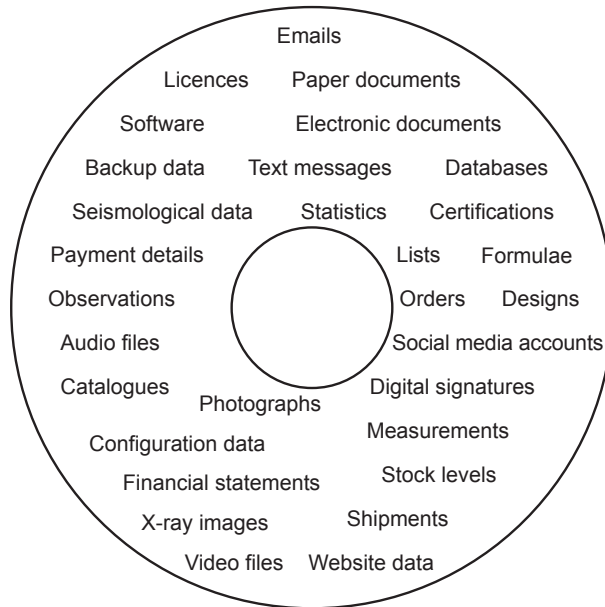 Emails
Licences Paper documents
Software Electronic documents
Backup data Text messages Databases
Seismological data Statistics Certifications
Payment details Lists Formulae
Observations Orders Designs
Audio files Social media accounts
Catalogues Digital signatures
Photographs
Measurements
Configuration data
Stock levels
Financial statements
X-ray images Shipments
Video files Website data